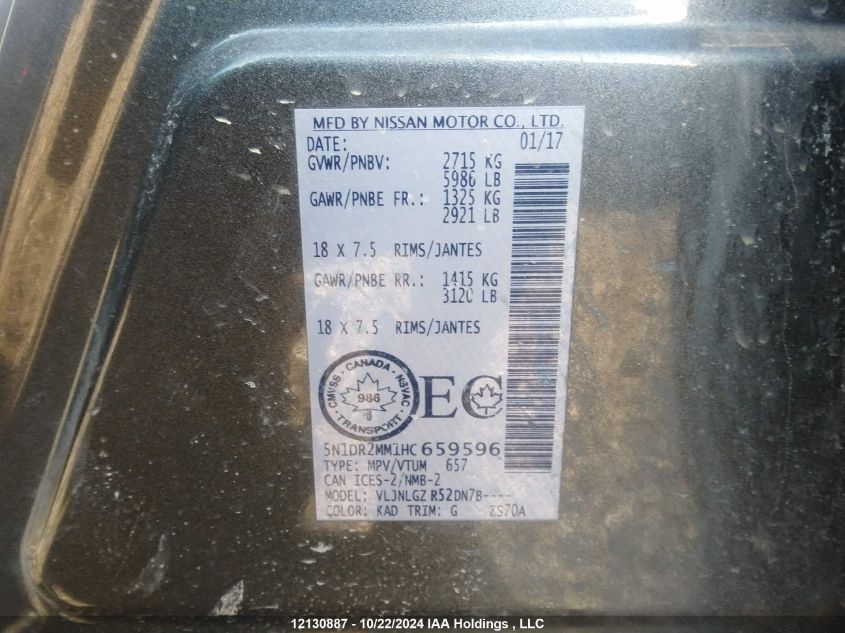 MFD BY NISSAN MOTOR CO., LTD.
DATE: 01/17
GVWR/PNBV: 2715 KG
5986 LB
GAWR/PNBE FR.: 1325 KG
2921 LB
18 X 7.5 RIMS/JANTES
GAWR/PNBE RR.: 1415 KG
3120 LB
18 X 7.5 RIMS/JANTES
CMVSS · CANADA · NSVAC
986
TRANSPORT
EC
5N1DR2MM1HC659596
TYPE: MPV/VTUM 657
CAN ICES-2/NMB-2
MODEL: VLJNLGZ R52DN7B----
COLOR: KAD TRIM: G ZS70A
12130887 - 10/22/2024 IAA Holdings , LLC